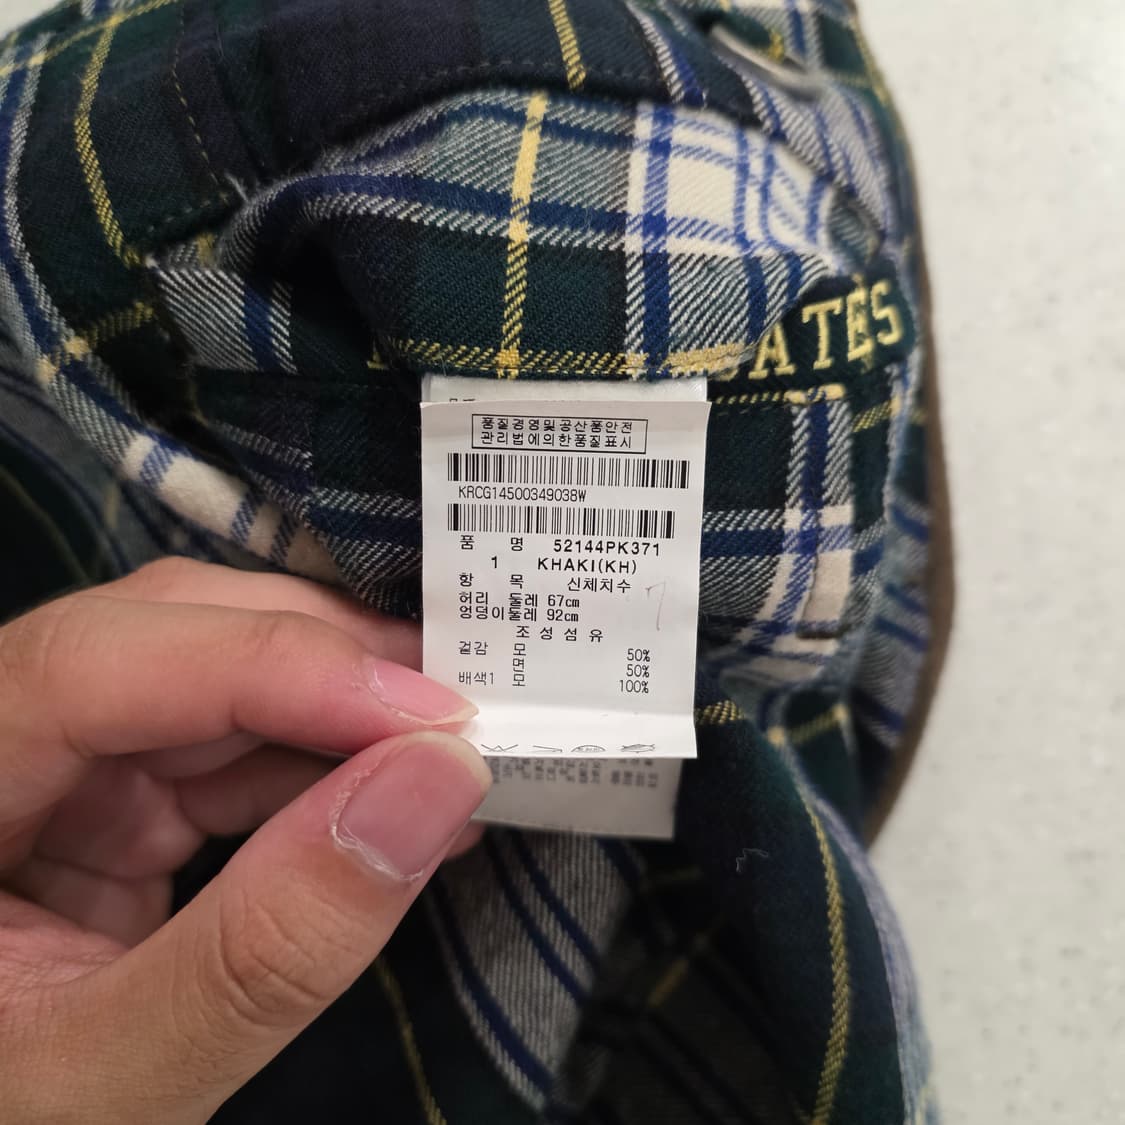 ATES
품질경영및공산품안전
관리법에의한품질표시
KRCG14500349038W
품 명 52144PK371
1 KHAKI(KH)
항 목 신체치수
허리 둘레 67cm
엉덩이둘레 92cm
조성섬유
겉감 모 50%
면 50%
배색1 모 100%